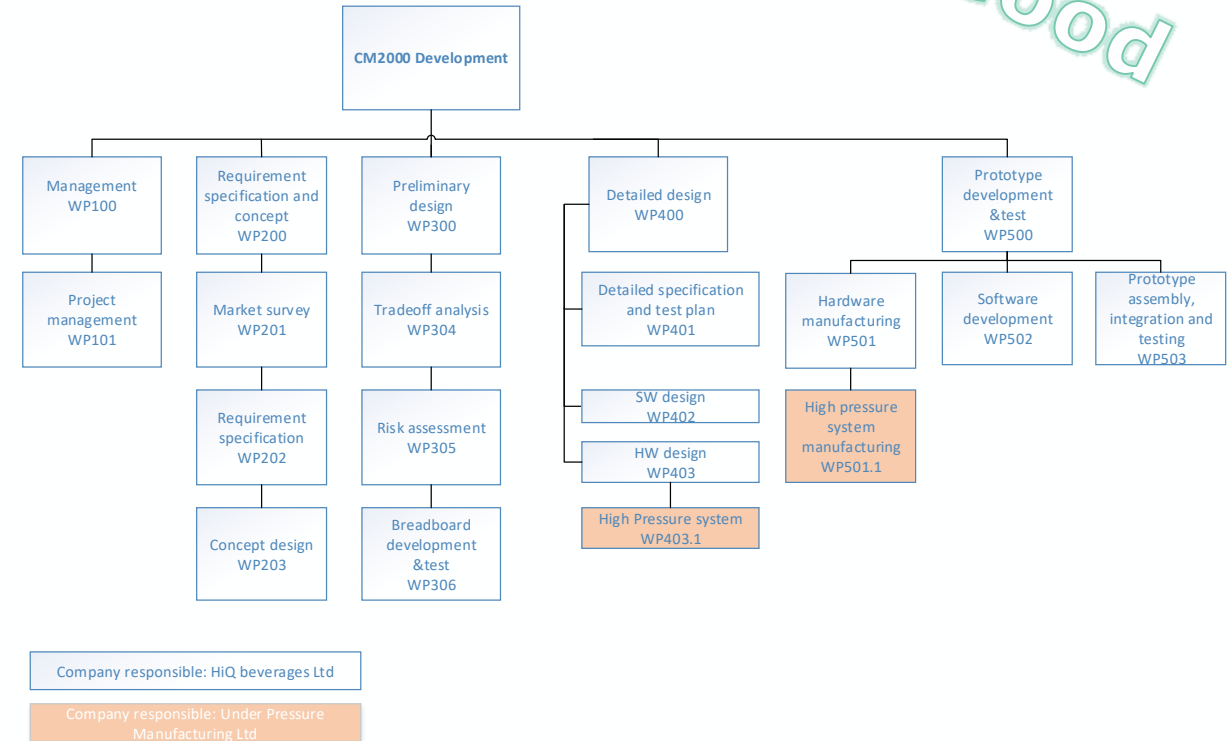 ood
CM2000 Development
Management
WP100
Requirement
specification and
concept
WP200
Preliminary
design
WP300
Detailed design
WP400
Prototype
development
&test
WP500
Project
management
WP101
Market survey
WP201
Tradeoff analysis
WP304
Detailed specification
and test plan
WP401
Hardware
manufacturing
WP501
Software
development
WP502
Prototype
assembly,
integration and
testing
WP503
Requirement
specification
WP202
Risk assessment
WP305
SW design
WP402
HW design
WP403
High pressure
system
manufacturing
WP501.1
Concept design
WP203
Breadboard
development
&test
WP306
High Pressure system
WP403.1
Company responsible: HiQ beverages Ltd
Company responsible: Under Pressure
Manufacturing Ltd